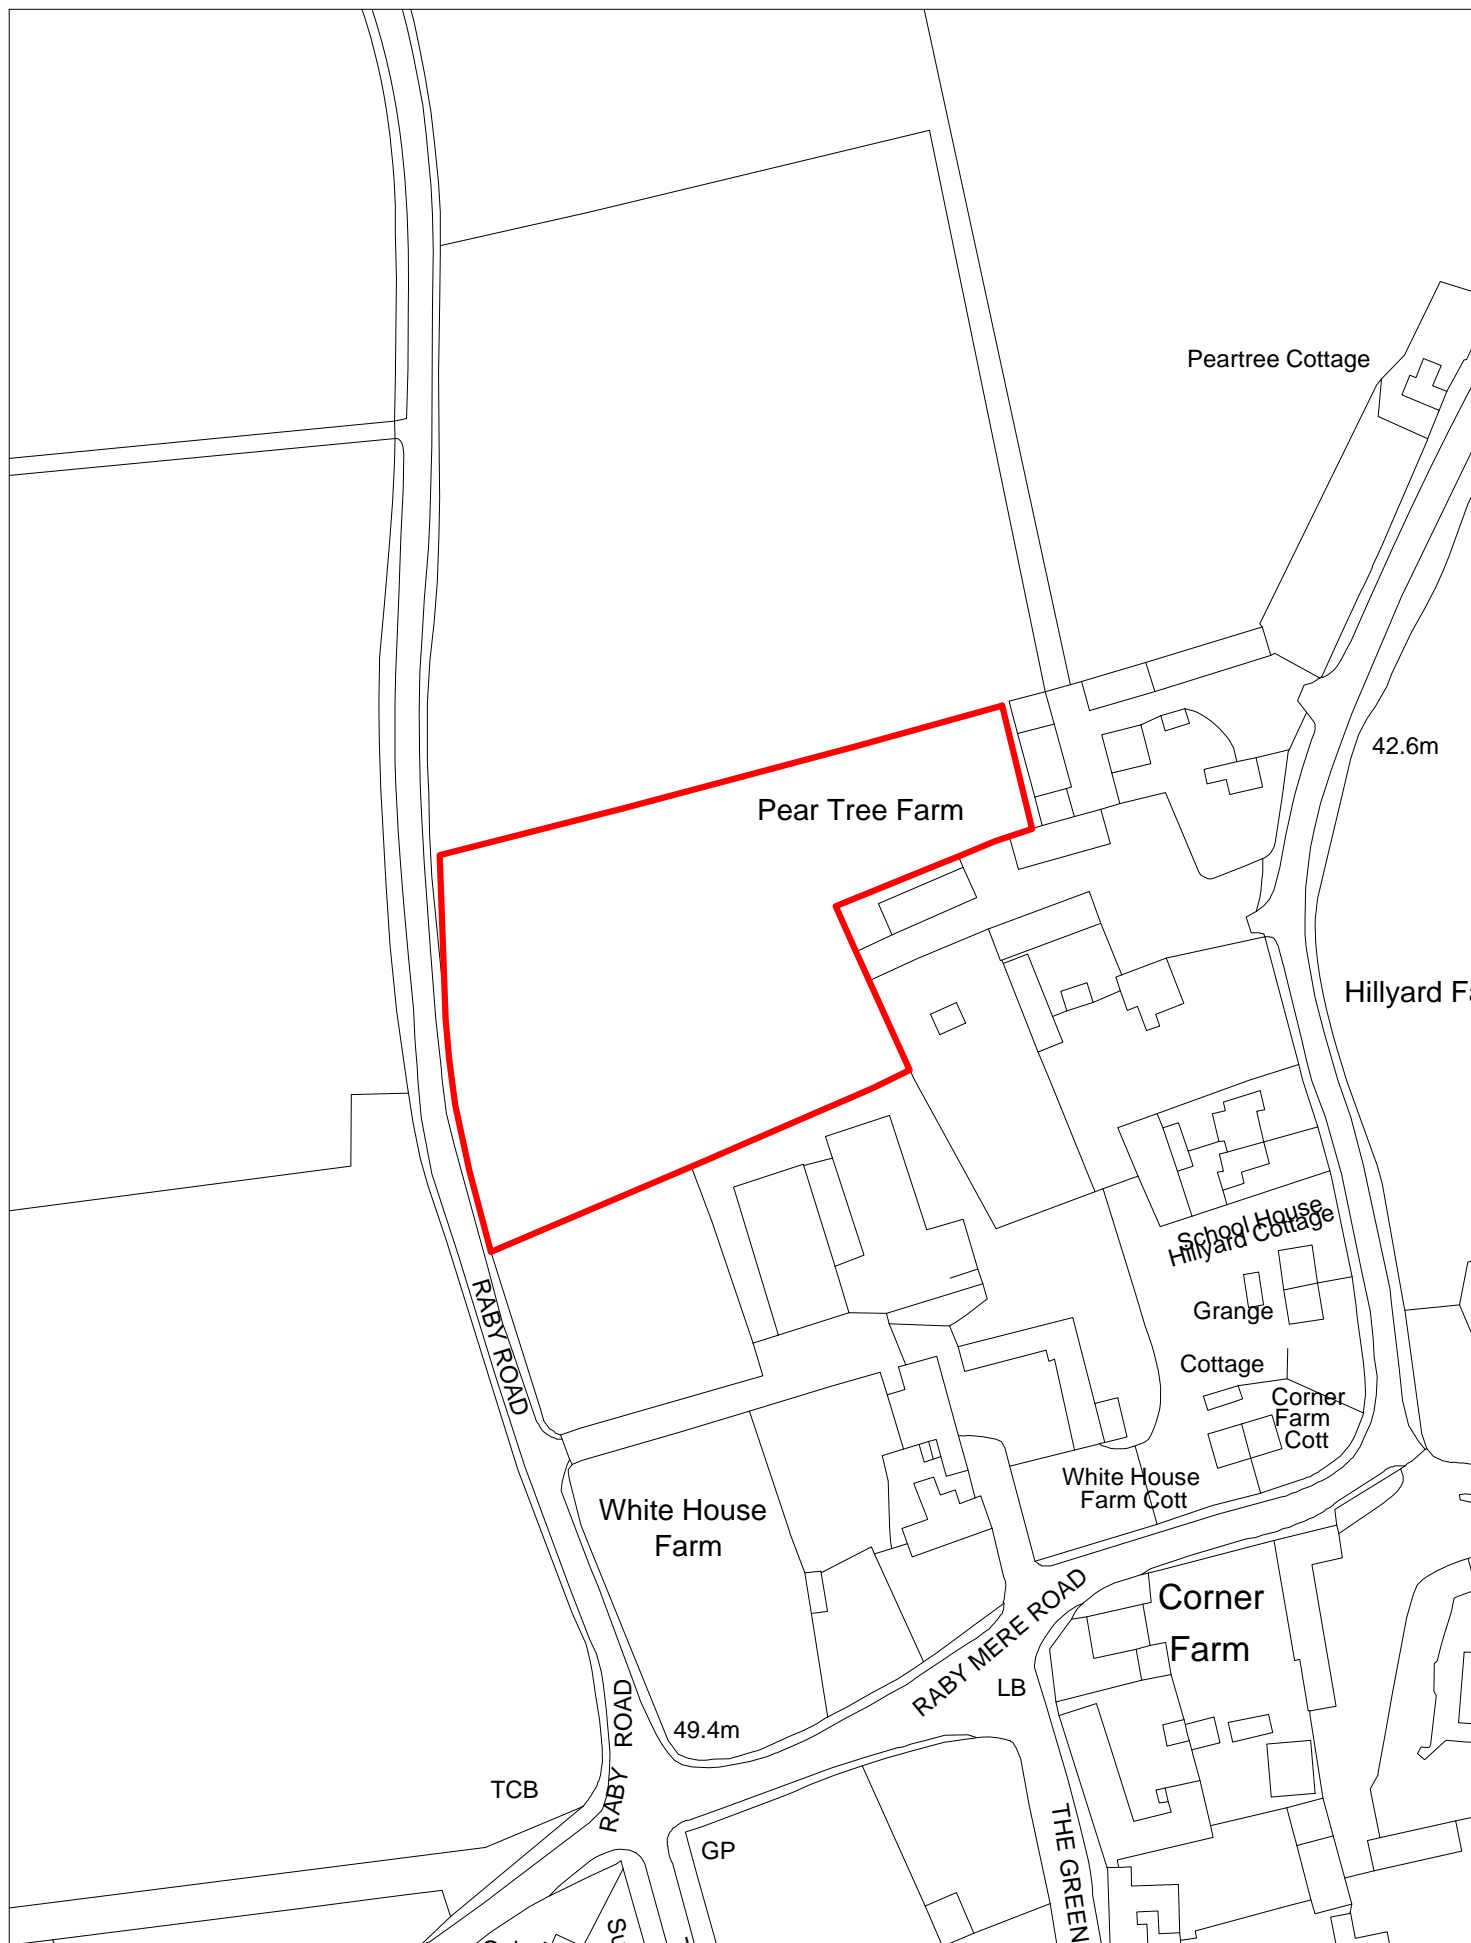 Peartree Cottage
42.6m
Pear Tree Farm
Hillyard
School House
Hillyard Cottage
RABY ROAD
Grange
Cottage
Corner
Farm
Cott
White House
Farm Cott
White House
Farm
Corner
Farm
RABY MERE ROAD
LB
RABY ROAD
49.4m
TCB
GP
THE GREEN